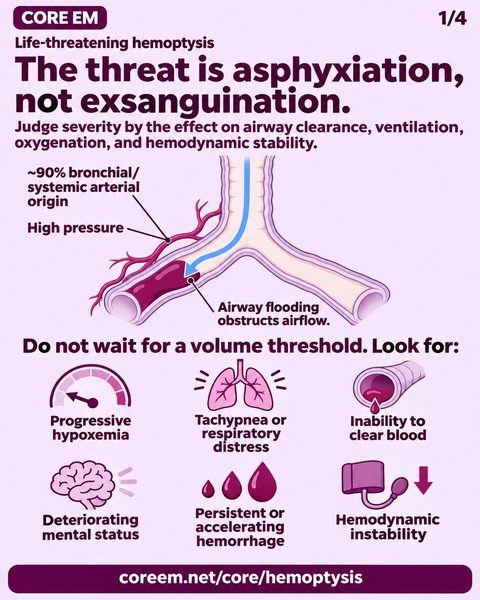 CORE EM
1/4
Life-threatening hemoptysis
The threat is asphyxiation,
not exsanguination.
Judge severity by the effect on airway clearance, ventilation,
oxygenation, and hemodynamic stability.
~90% bronchial/
systemic arterial
origin
High pressure
Airway flooding
obstructs airflow.
Do not wait for a volume threshold. Look for:
Progressive
hypoxemia
Tachypnea or
respiratory
distress
Inability to
clear blood
Deteriorating
mental status
Persistent or
accelerating
hemorrhage
Hemodynamic
instability
coreem.net/core/hemoptysis